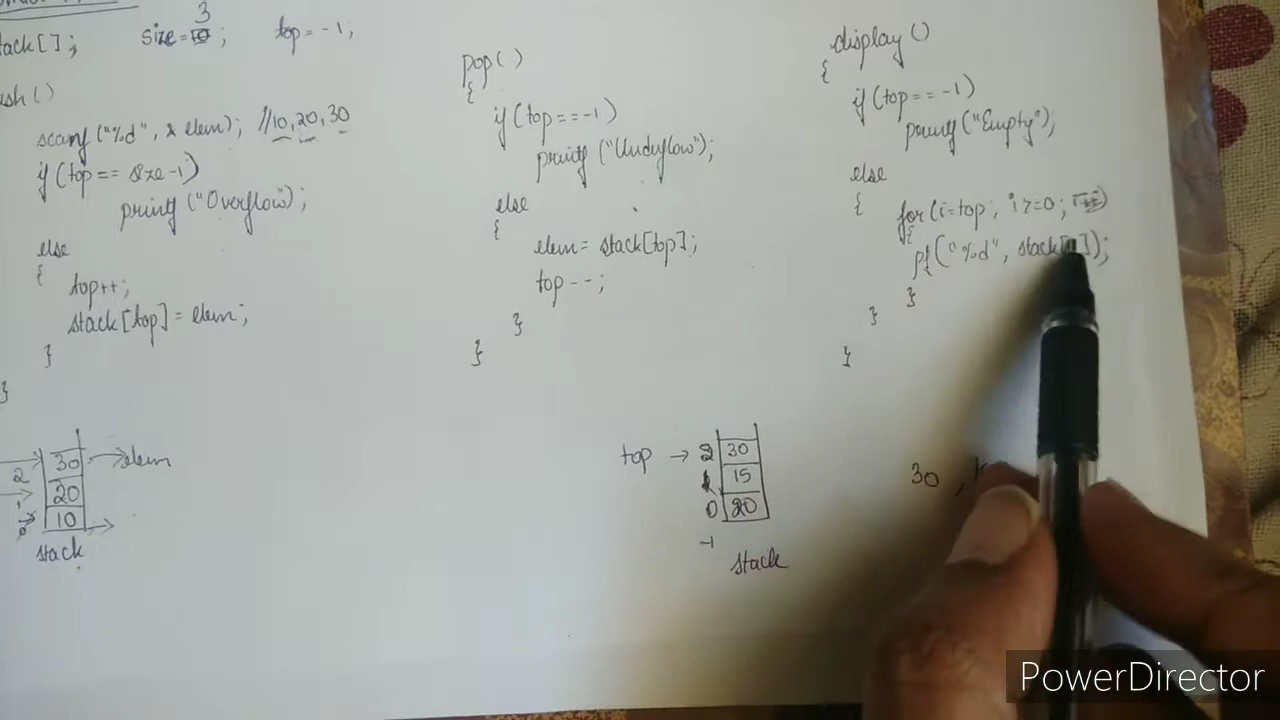 tack[ ];
size=3;
top=-1;
ush()
scanf("%d", & elem); //10,20,30
if(top== size-1)
printf("Overflow);
else
{
top++;
stack[top]= elem;
}
}
2
1
0
30
20
10
elem
stack
pop()
{
if(top==-1)
printf("Underflow");
else
{
elem= stack[top];
top--;
}
}
top → 2 30
15
0 20
-1
stack
display()
{
if(top==-1)
printf("Empty");
else
{ for(i=top; i>=0;
{
pf("%d", stack[ ]);
}
}
}
30 ,
PowerDirector